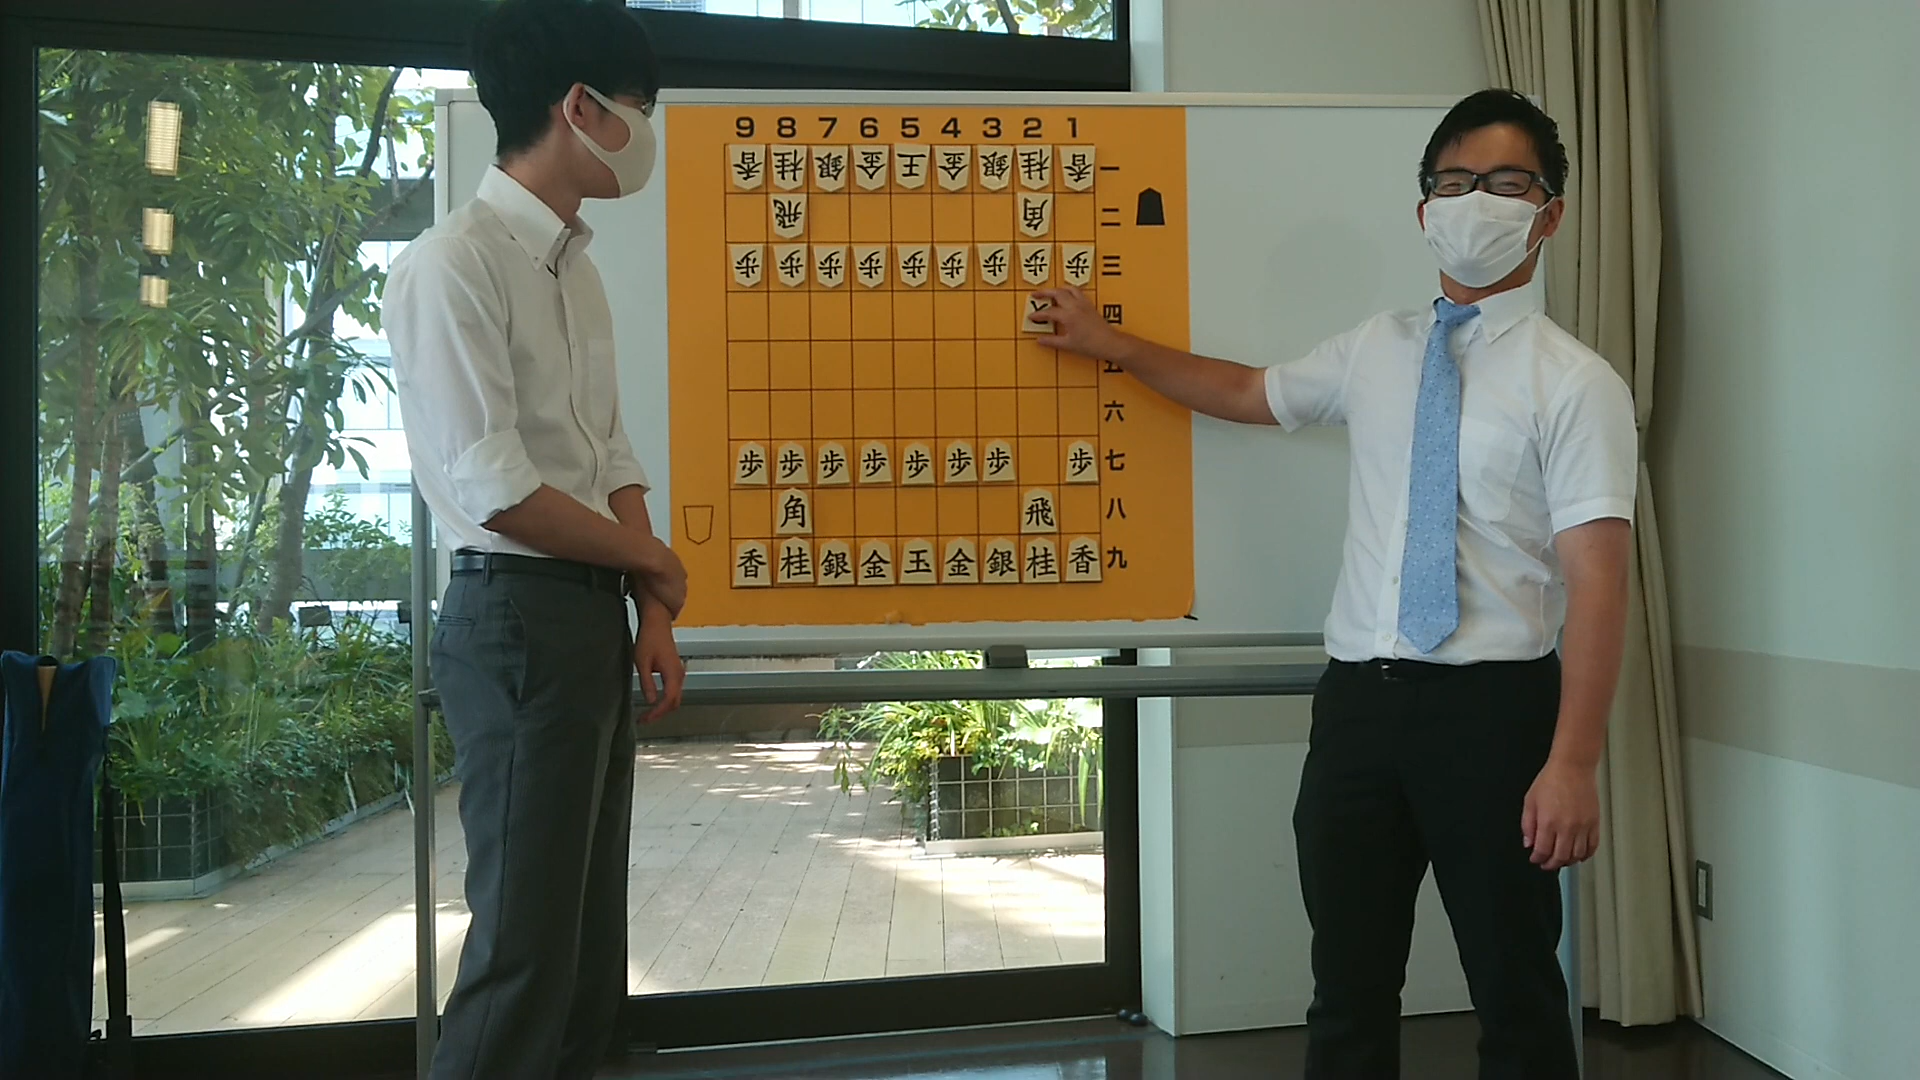 9 8 7 6 5 4 3 2 1
香 桂 銀 金 王 金 銀 桂 香 一
飛 角 二
歩 歩 歩 歩 歩 歩 歩 歩 歩 三
四
五
六
歩 歩 歩 歩 歩 歩 歩 歩 七
角 飛 八
香 桂 銀 金 玉 金 銀 桂 香 九